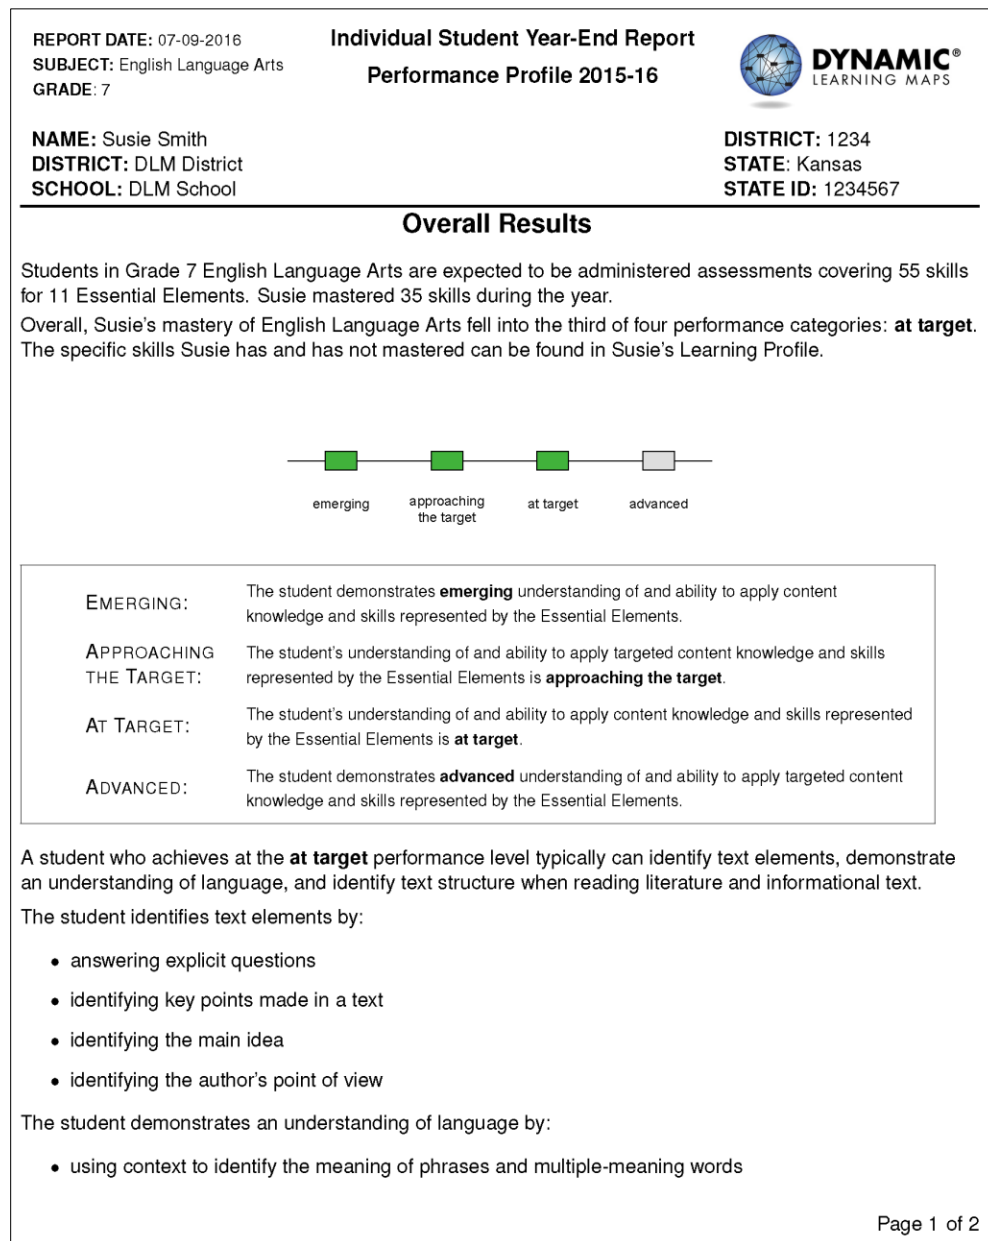 REPORT DATE: 07-09-2016
SUBJECT: English Language Arts
GRADE: 7
Individual Student Year-End Report
Performance Profile 2015-16
DYNAMIC®
LEARNING MAPS
NAME: Susie Smith
DISTRICT: DLM District
SCHOOL: DLM School
DISTRICT: 1234
STATE: Kansas
STATE ID: 1234567
Overall Results
Students in Grade 7 English Language Arts are expected to be administered assessments covering 55 skills
for 11 Essential Elements. Susie mastered 35 skills during the year.
Overall, Susie's mastery of English Language Arts fell into the third of four performance categories: at target.
The specific skills Susie has and has not mastered can be found in Susie's Learning Profile.
emerging
approaching
the target
at target
advanced
EMERGING:
The student demonstrates emerging understanding of and ability to apply content
knowledge and skills represented by the Essential Elements.
APPROACHING
THE TARGET:
The student's understanding of and ability to apply targeted content knowledge and skills
represented by the Essential Elements is approaching the target.
AT TARGET:
The student's understanding of and ability to apply content knowledge and skills represented
by the Essential Elements is at target.
ADVANCED:
The student demonstrates advanced understanding of and ability to apply targeted content
knowledge and skills represented by the Essential Elements.
A student who achieves at the at target performance level typically can identify text elements, demonstrate
an understanding of language, and identify text structure when reading literature and informational text.
The student identifies text elements by:
• answering explicit questions
• identifying key points made in a text
• identifying the main idea
• identifying the author's point of view
The student demonstrates an understanding of language by:
• using context to identify the meaning of phrases and multiple-meaning words
Page 1 of 2